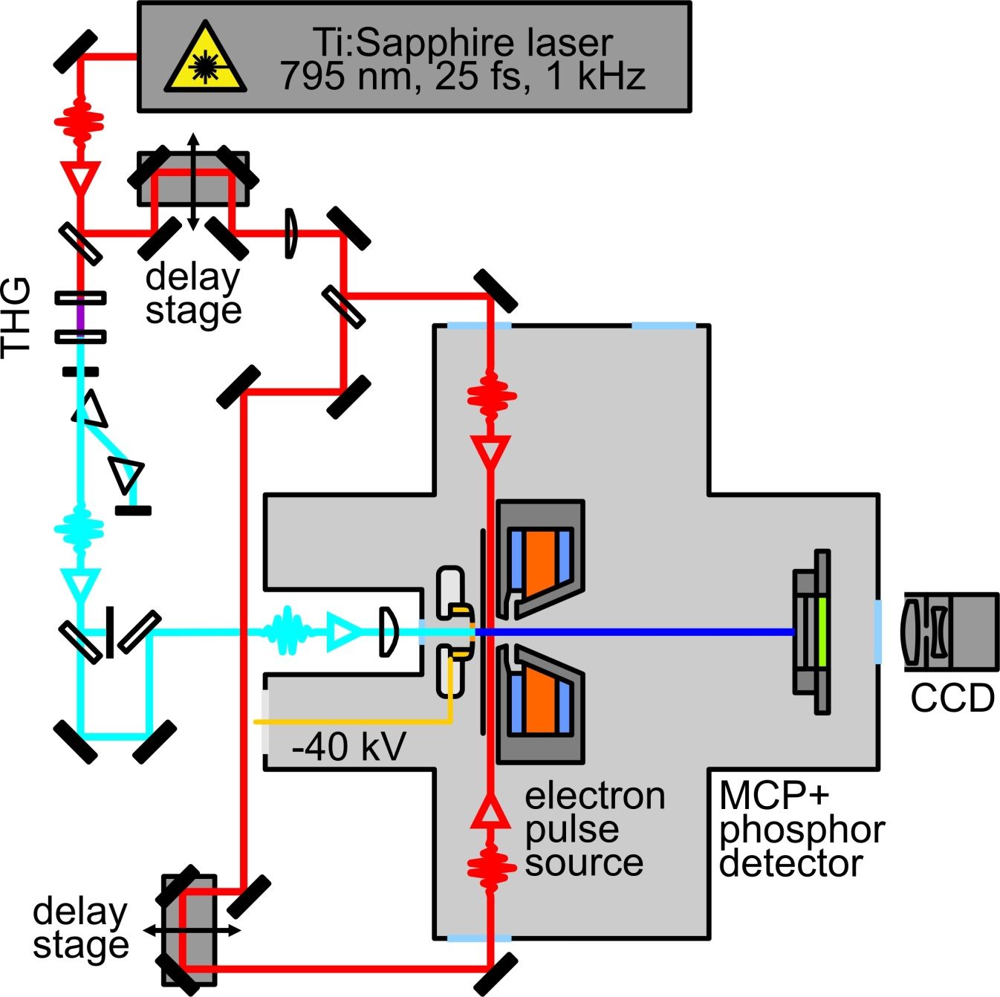 Ti:Sapphire laser
795 nm, 25 fs, 1 kHz
delay
stage
THG
-40 kV
CCD
electron
pulse
source
MCP+
phosphor
detector
delay
stage